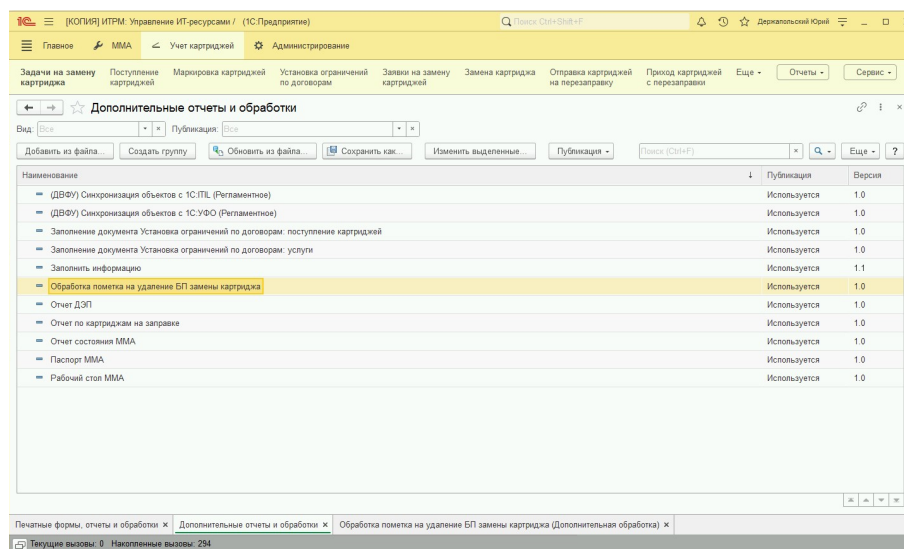 [КОПИЯ] ИТРМ: Управление ИТ-ресурсами / (1С:Предприятие)
Поиск Ctrl+Shift+F
Держапольский Юрий
Главное
ММА
Учет картриджей
Администрирование
Задачи на замену картриджа
Поступление картриджей
Маркировка картриджей
Установка ограничений по договорам
Заявки на замену картриджей
Замена картриджа
Отправка картриджей на перезаправку
Приход картриджей с перезаправки
Еще
Отчеты
Сервис
Дополнительные отчеты и обработки
Вид: Все Публикация: Все
Добавить из файла... Создать группу Обновить из файла... Сохранить как... Изменить выделенные... Публикация Поиск (Ctrl+F) Еще ?
Наименование Публикация Версия
(ДВФУ) Синхронизация объектов с 1С:ITIL (Регламентное) Используется 1.0
(ДВФУ) Синхронизация объектов с 1С:УФО (Регламентное) Используется 1.0
Заполнение документа Установка ограничений по договорам: поступление картриджей Используется 1.0
Заполнение документа Установка ограничений по договорам: услуги Используется 1.0
Заполнить информацию Используется 1.1
Обработка пометка на удаление БП замены картриджа Используется 1.0
Отчет ДЭП Используется 1.0
Отчет по картриджам на заправке Используется 1.0
Отчет состояния ММА Используется 1.0
Паспорт ММА Используется 1.0
Рабочий стол ММА Используется 1.0
Печатные формы, отчеты и обработки × Дополнительные отчеты и обработки × Обработка пометка на удаление БП замены картриджа (Дополнительная обработка) ×
Текущие вызовы: 0 Накопленные вызовы: 294